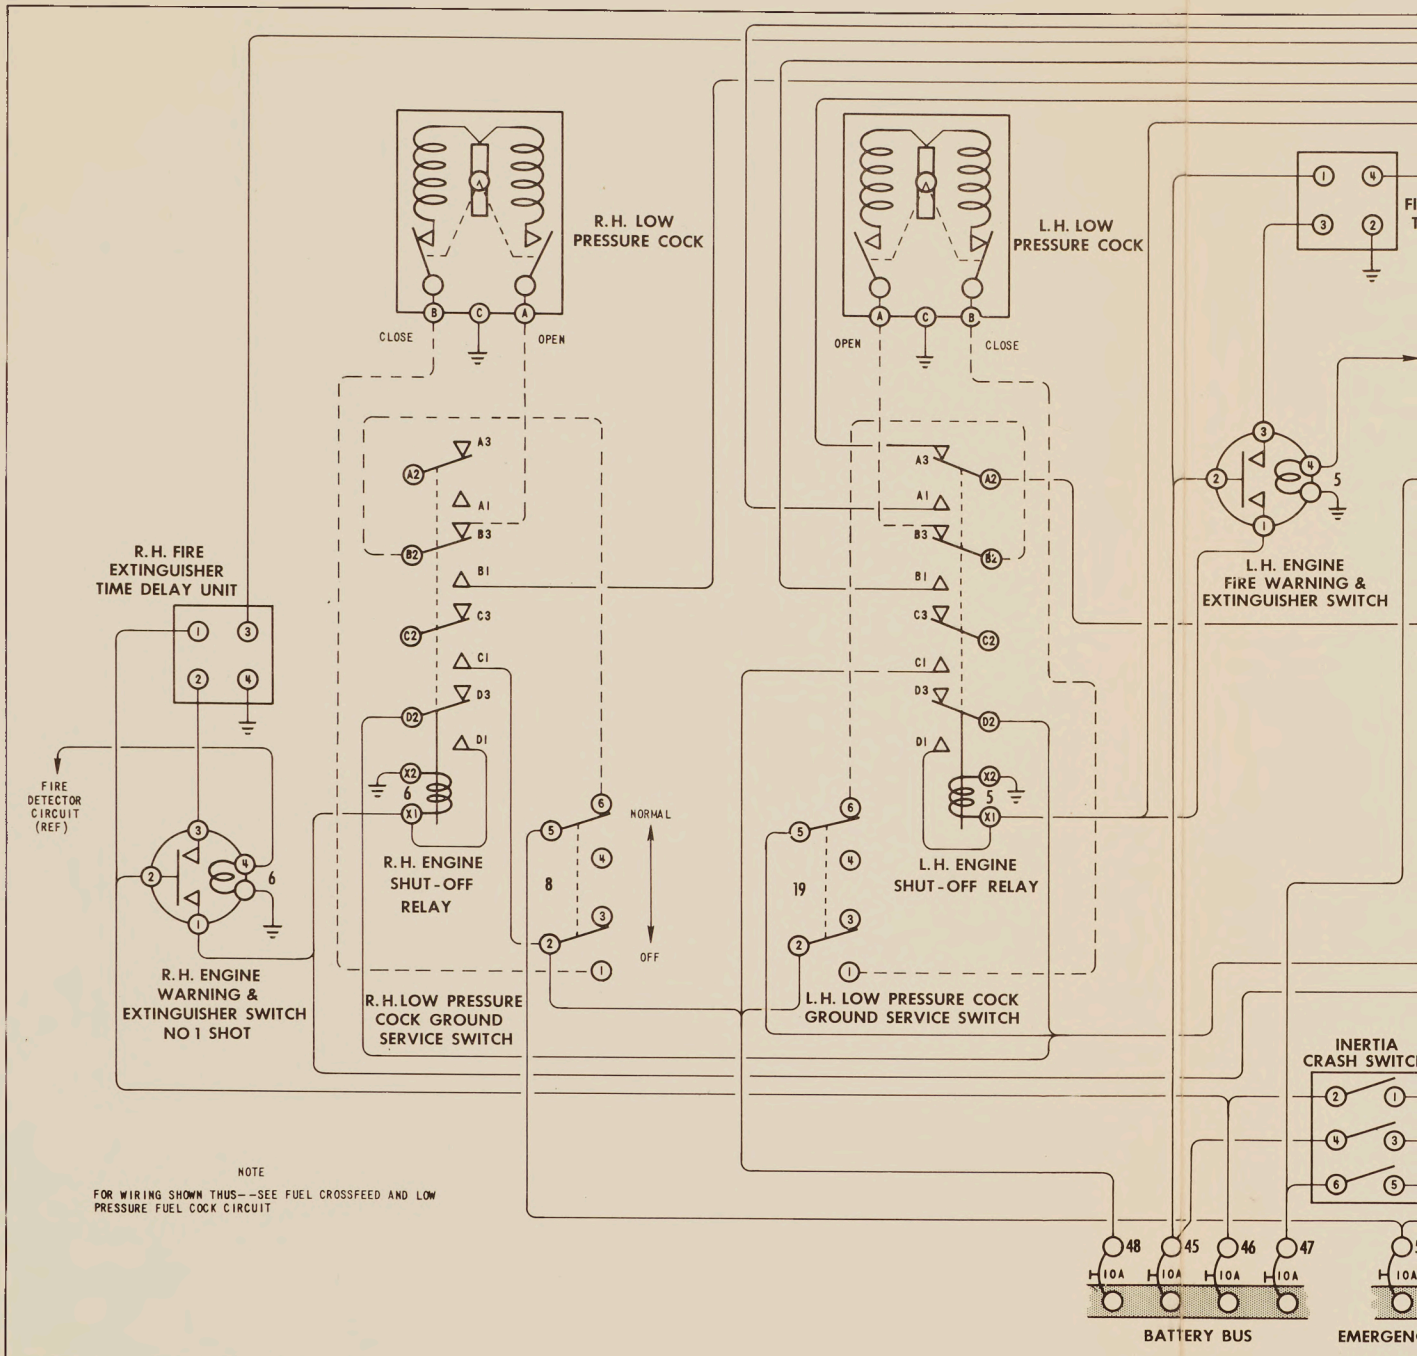 R.H. LOW
PRESSURE COCK
L.H. LOW
PRESSURE COCK
1
4
3
2
FI
T
A
B
C
A
CLOSE
OPEN
A
A
C
B
OPEN
CLOSE
A3
A2
A1
B3
B2
B1
C3
C2
C1
D3
D2
D1
X2
6
X1
R.H. ENGINE
SHUT-OFF
RELAY
A3
A2
A1
B3
B2
B1
C3
C2
C1
D3
D2
D1
X2
5
X1
L.H. ENGINE
SHUT-OFF RELAY
3
4
2
5
1
L.H. ENGINE
FIRE WARNING &
EXTINGUISHER SWITCH
R.H. FIRE
EXTINGUISHER
TIME DELAY UNIT
1
3
2
4
FIRE
DETECTOR
CIRCUIT
(REF)
3
4
2
6
1
R.H. ENGINE
WARNING &
EXTINGUISHER SWITCH
NO 1 SHOT
6
5
4
8
3
2
1
NORMAL
OFF
R.H. LOW PRESSURE
COCK GROUND
SERVICE SWITCH
6
5
4
19
3
2
1
L.H. LOW PRESSURE COCK
GROUND SERVICE SWITCH
INERTIA
CRASH SWITCH
2
1
4
3
6
5
NOTE
FOR WIRING SHOWN THUS--SEE FUEL CROSSFEED AND LOW
PRESSURE FUEL COCK CIRCUIT
48
45
46
47
5
10A
10A
10A
10A
10A
BATTERY BUS
EMERGENC